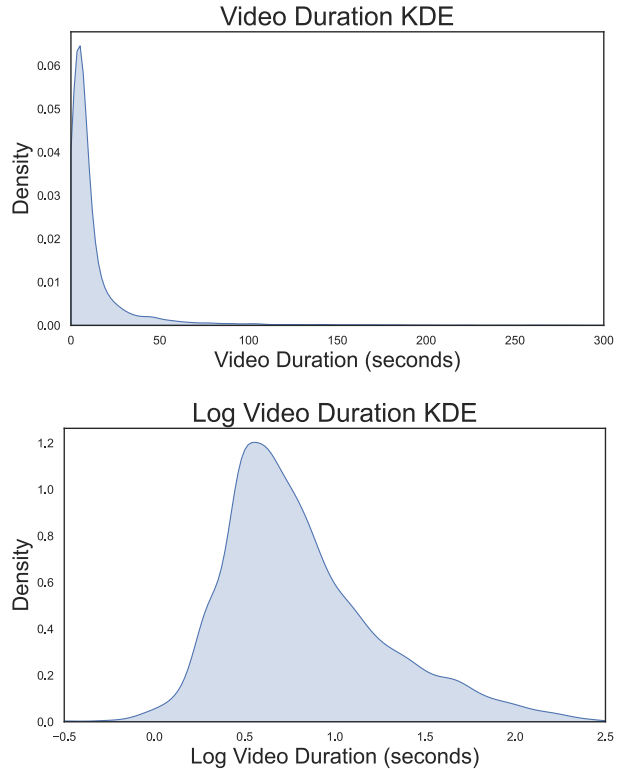 Video Duration KDE
0.06
0.05
0.04
0.03
0.02
0.01
0.00
Density
0 50 100 150 200 250 300
Video Duration (seconds)
Log Video Duration KDE
1.2
1.0
0.8
0.6
0.4
0.2
0.0
Density
−0.5 0.0 0.5 1.0 1.5 2.0 2.5
Log Video Duration (seconds)